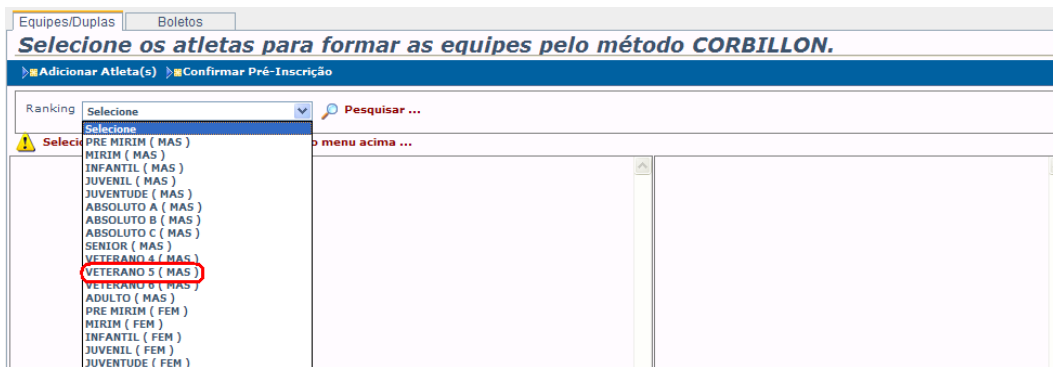 Equipes/Duplas Boletos
Selecione os atletas para formar as equipes pelo método CORBILLON.
Adicionar Atleta(s) Confirmar Pré-Inscrição
Ranking Selecione Pesquisar ...
Selecione
PRE MIRIM ( MAS )
menu acima ...
MIRIM ( MAS )
INFANTIL ( MAS )
JUVENIL ( MAS )
JUVENTUDE ( MAS )
ABSOLUTO A ( MAS )
ABSOLUTO B ( MAS )
ABSOLUTO C ( MAS )
SENIOR ( MAS )
VETERANO 4 ( MAS )
VETERANO 5 ( MAS )
VETERANO 6 ( MAS )
ADULTO ( MAS )
PRE MIRIM ( FEM )
MIRIM ( FEM )
INFANTIL ( FEM )
JUVENIL ( FEM )
JUVENTUDE ( FEM )